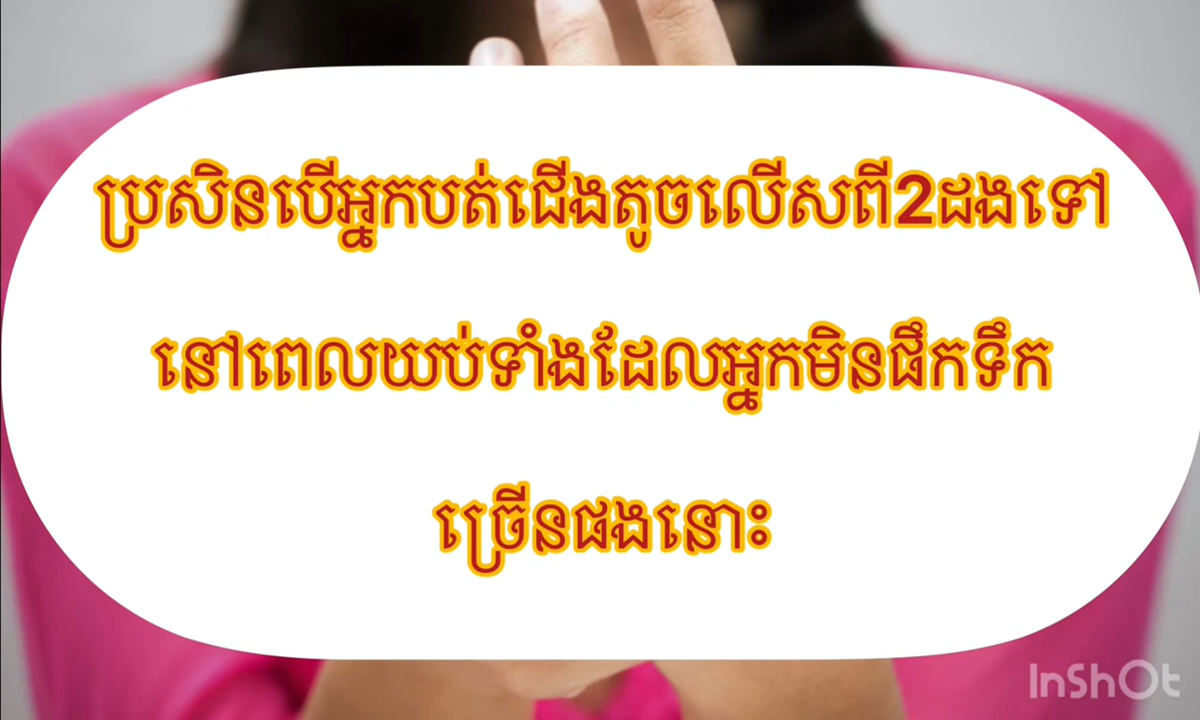 ប្រសិនបើអ្នកបត់ជើងតូចលើសពី2ដងទៅ
នៅពេលយប់ទាំងដែលអ្នកមិនផឹកទឹក
ច្រើនផងនោះ
InShOt